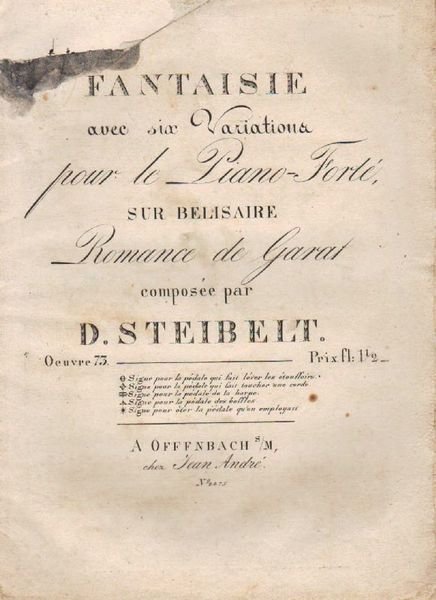 FANTAISIE
avec six Variations
pour le Piano-Forté,
SUR BELISAIRE
Romance de Garat
composée par
D. STEIBELT.
Oeuvre 73. Prix fl: 1½
Signe pour la pédale qui fait léver les étouffoirs.
Signe pour la pédale qui fait toucher une corde
Signe pour la pédale de la harpe.
Signe pour la pédale des buffles.
Signe pour ôter la pédale qu'on employait
A OFFENBACH S/M,
chez Jean André.